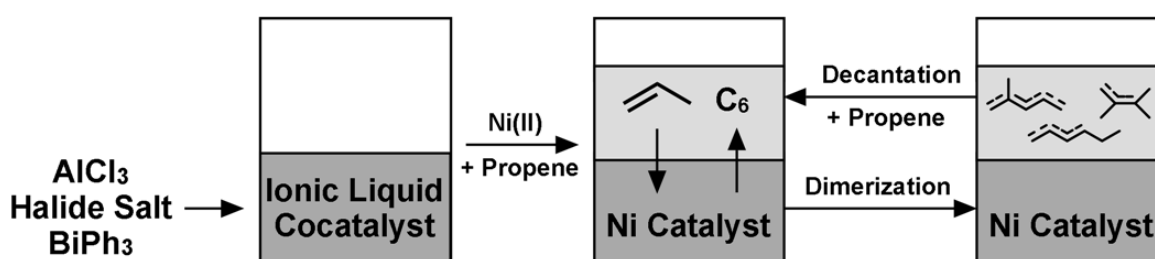 AlCl₃
Halide Salt
BiPh₃
Ionic Liquid
Cocatalyst
Ni(II)
+ Propene
C₆
Ni Catalyst
Decantation
+ Propene
Dimerization
Ni Catalyst